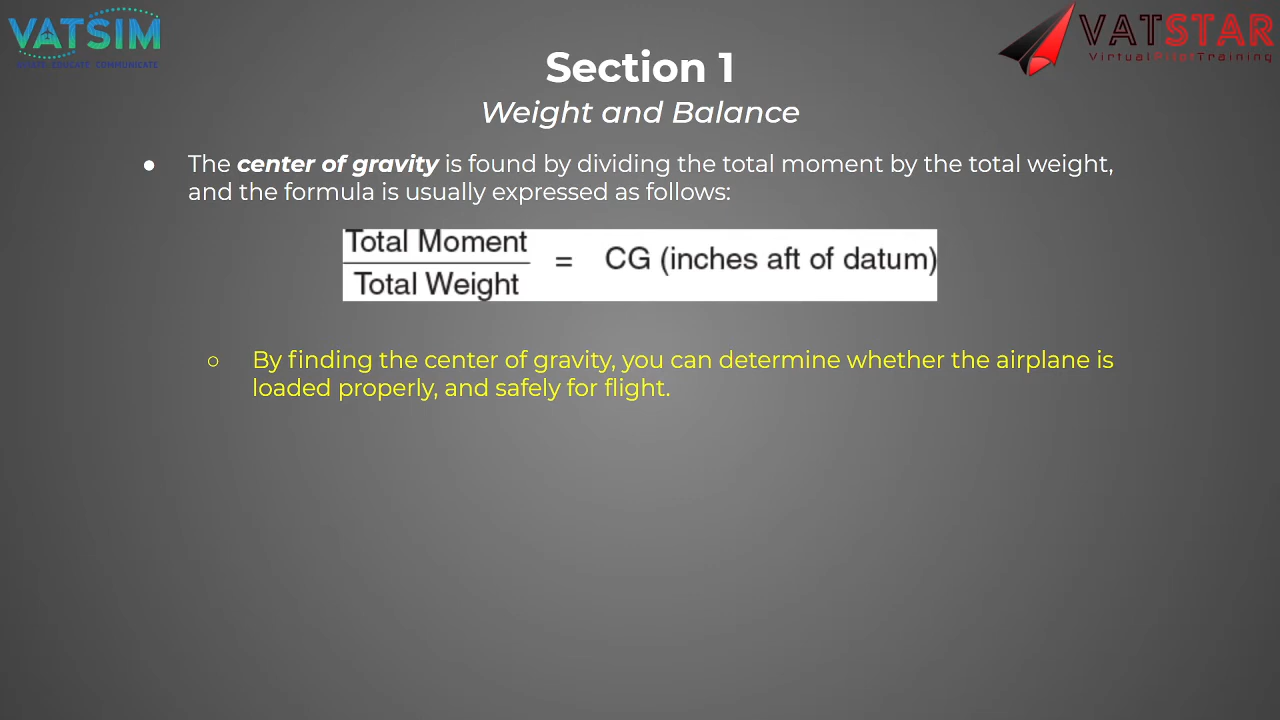 VATSIM
VATSTAR
VirtualPilotTraining
Section 1
Weight and Balance
● The center of gravity is found by dividing the total moment by the total weight,
and the formula is usually expressed as follows:
Total Moment
Total Weight
= CG (inches aft of datum)
○ By finding the center of gravity, you can determine whether the airplane is
loaded properly, and safely for flight.